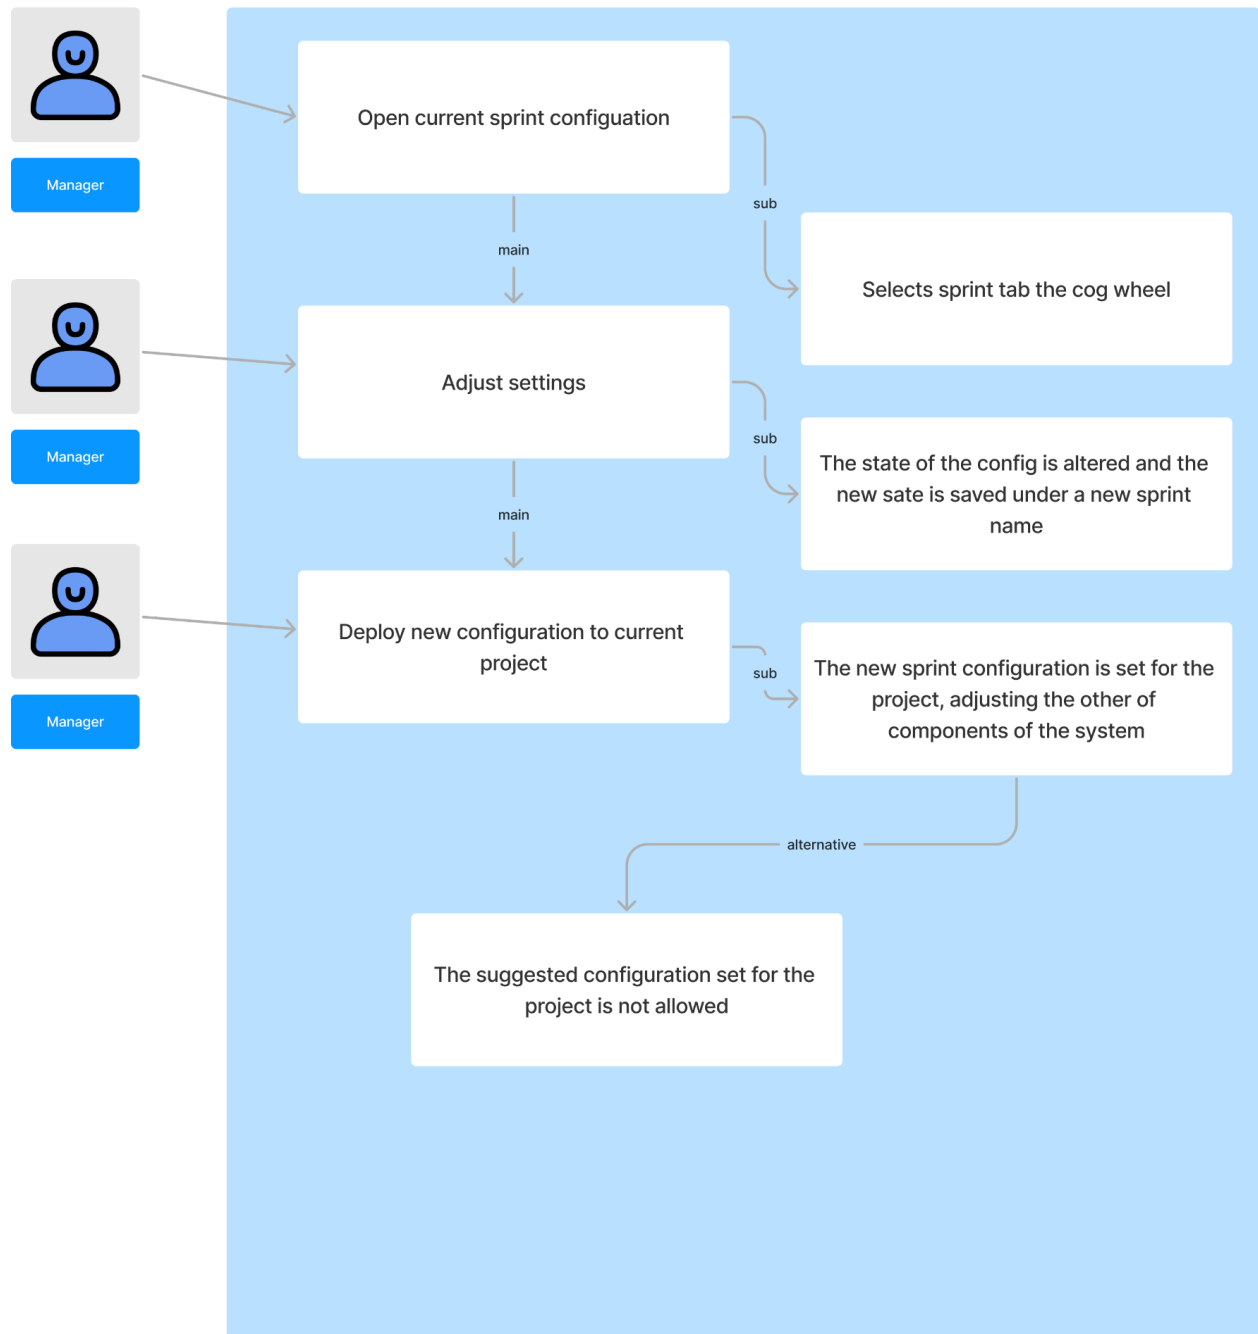 Manager
Open current sprint configuation
sub
main
Selects sprint tab the cog wheel
Manager
Adjust settings
sub
The state of the config is altered and the
new sate is saved under a new sprint
name
main
Manager
Deploy new configuration to current
project
sub
The new sprint configuration is set for the
project, adjusting the other of
components of the system
alternative
The suggested configuration set for the
project is not allowed